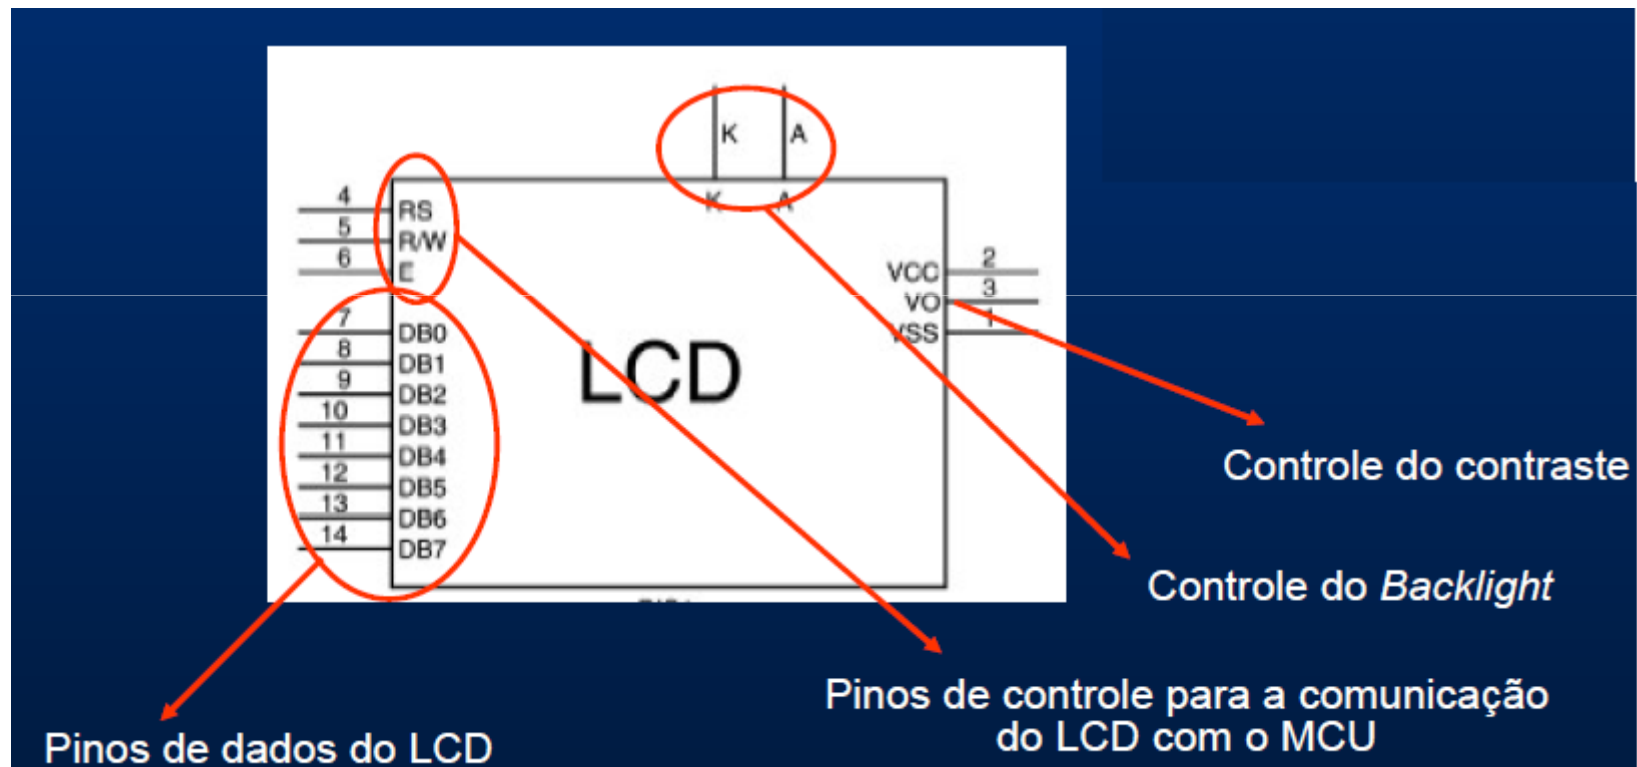 K A
K A
4 RS
5 R/W
6 E
VCC 2
VO 3
VSS 1
7 DB0
8 DB1
9 DB2
10 DB3
11 DB4
12 DB5
13 DB6
14 DB7
LCD
Controle do contraste
Controle do Backlight
Pinos de controle para a comunicação
do LCD com o MCU
Pinos de dados do LCD